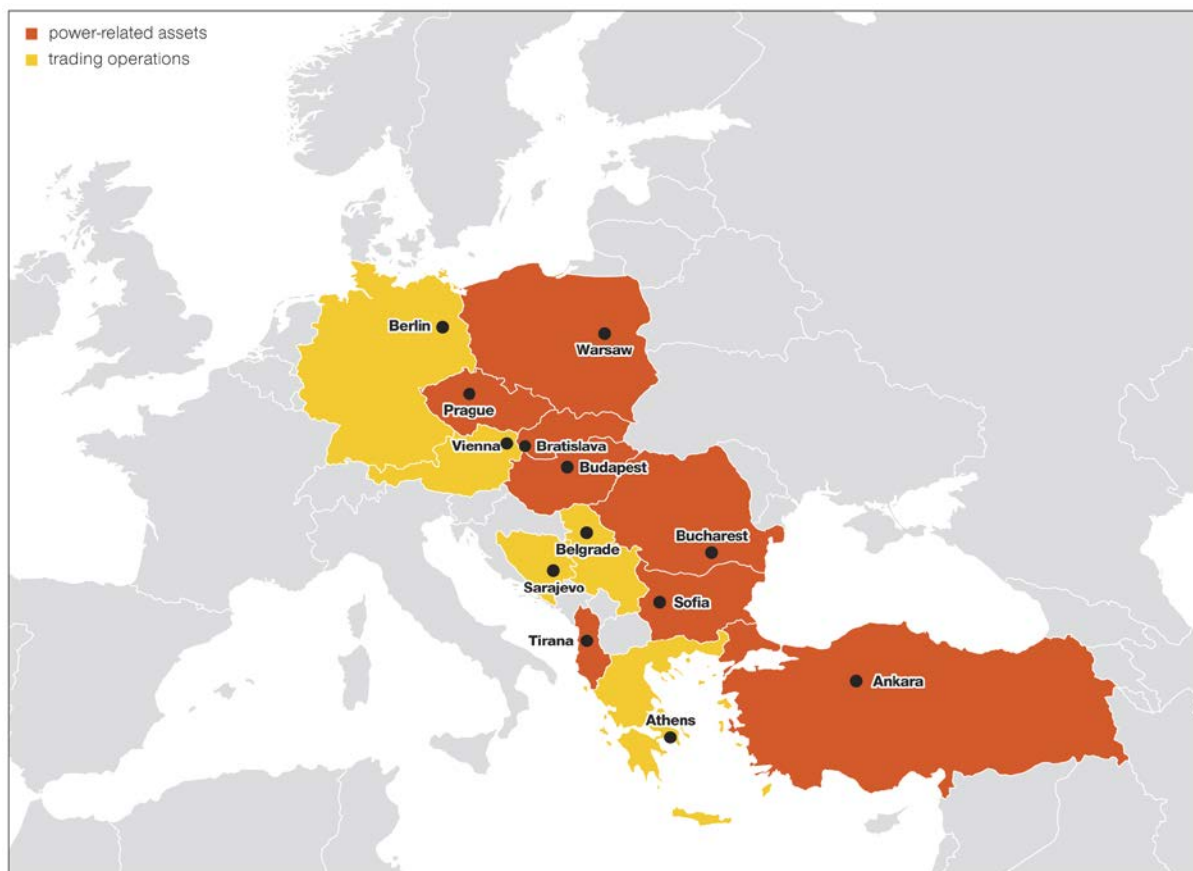 power-related assets
trading operations
Berlin
Warsaw
Prague
Vienna
Bratislava
Budapest
Belgrade
Bucharest
Sarajevo
Sofia
Tirana
Ankara
Athens